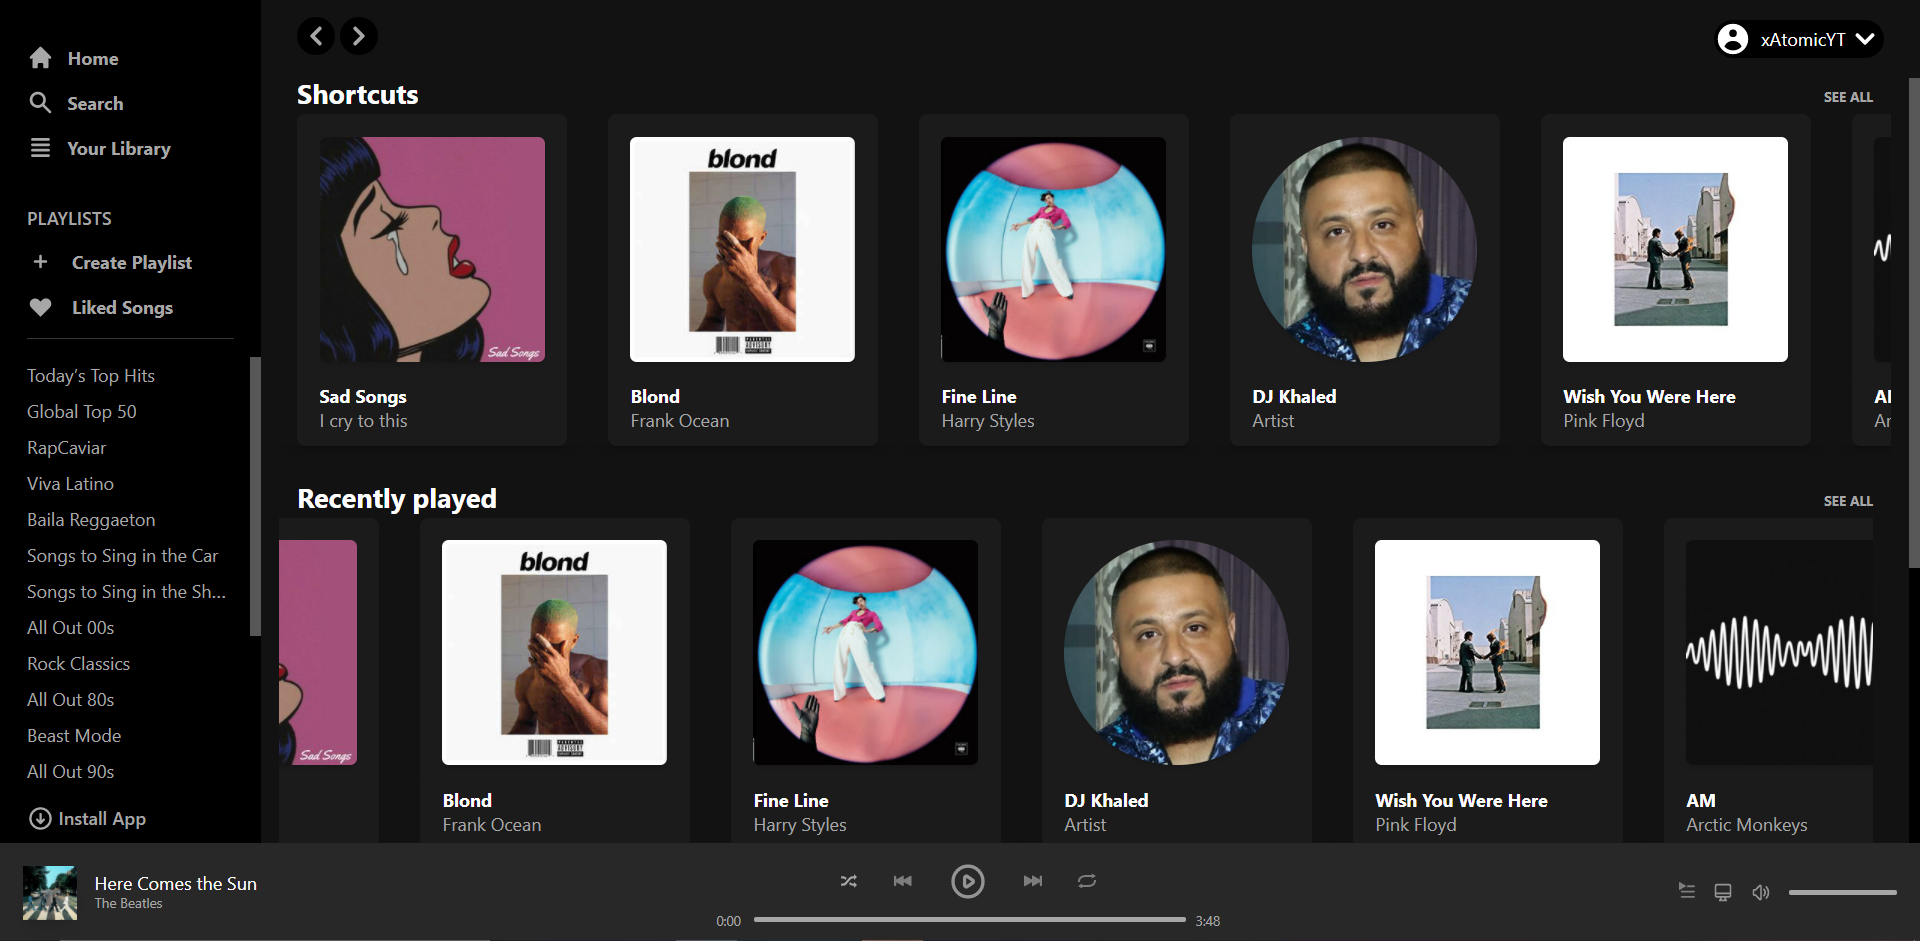 Home
Search
Your Library
PLAYLISTS
Create Playlist
Liked Songs
Today's Top Hits
Global Top 50
RapCaviar
Viva Latino
Baila Reggaeton
Songs to Sing in the Car
Songs to Sing in the Sh...
All Out 00s
Rock Classics
All Out 80s
Beast Mode
All Out 90s
Install App
xAtomicYT
Shortcuts
SEE ALL
Sad Songs
blond
PARENTAL
ADVISORY
Sad Songs
I cry to this
Blond
Frank Ocean
Fine Line
Harry Styles
DJ Khaled
Artist
Wish You Were Here
Pink Floyd
Recently played
SEE ALL
Sad Songs
blond
PARENTAL
ADVISORY
Blond
Frank Ocean
Fine Line
Harry Styles
DJ Khaled
Artist
Wish You Were Here
Pink Floyd
AM
Arctic Monkeys
Here Comes the Sun
The Beatles
0:00
3:48